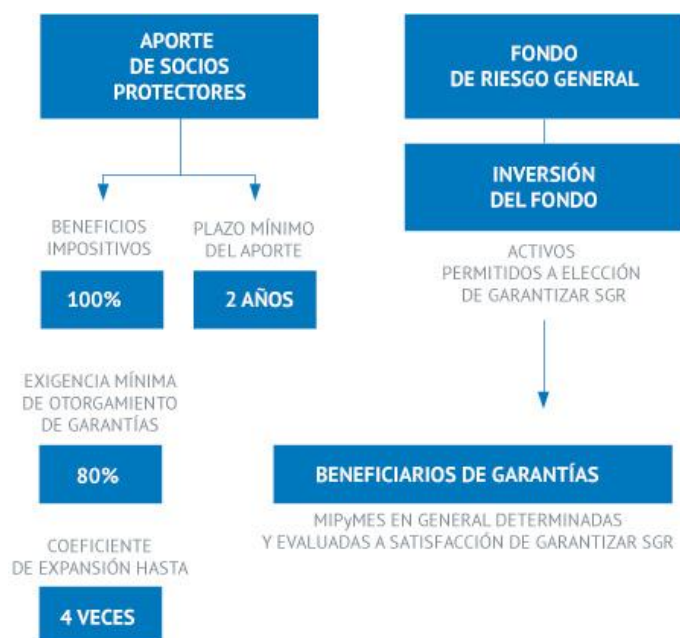 APORTE
DE SOCIOS
PROTECTORES
BENEFICIOS
IMPOSITIVOS
100%
PLAZO MÍNIMO
DEL APORTE
2 AÑOS
EXIGENCIA MÍNIMA
DE OTORGAMIENTO
DE GARANTÍAS
80%
COEFICIENTE
DE EXPANSIÓN HASTA
4 VECES
FONDO
DE RIESGO GENERAL
INVERSIÓN
DEL FONDO
ACTIVOS
PERMITIDOS A ELECCIÓN
DE GARANTIZAR SGR
BENEFICIARIOS DE GARANTÍAS
MIPyMES EN GENERAL DETERMINADAS
Y EVALUADAS A SATISFACCIÓN DE GARANTIZAR SGR